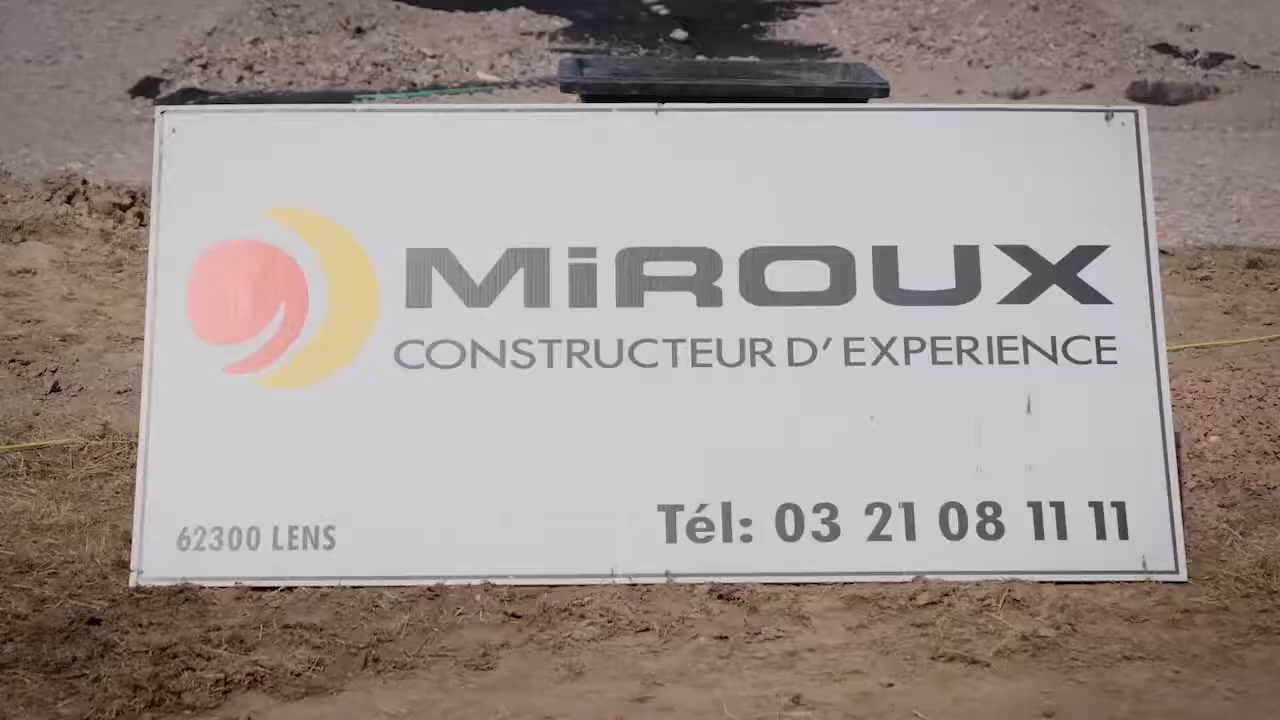 MiROUX
CONSTRUCTEUR D'EXPERIENCE
62300 LENS
Tél: 03 21 08 11 11